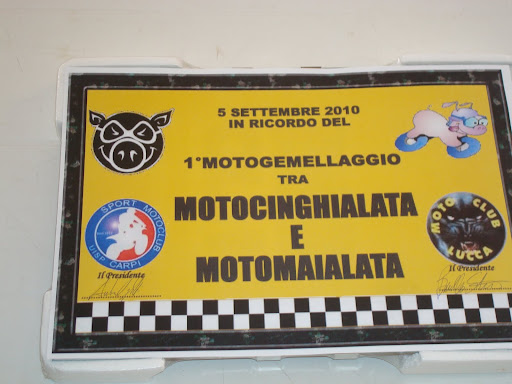 5 SETTEMBRE 2010
IN RICORDO DEL
1°MOTOGEMELLAGGIO
TRA
MOTOCINGHIALATA
E
MOTOMAIALATA
SPORT MOTOCLUB
UISP CARPI
Il Presidente
MOTO CLUB
LUCCA
Il Presidente